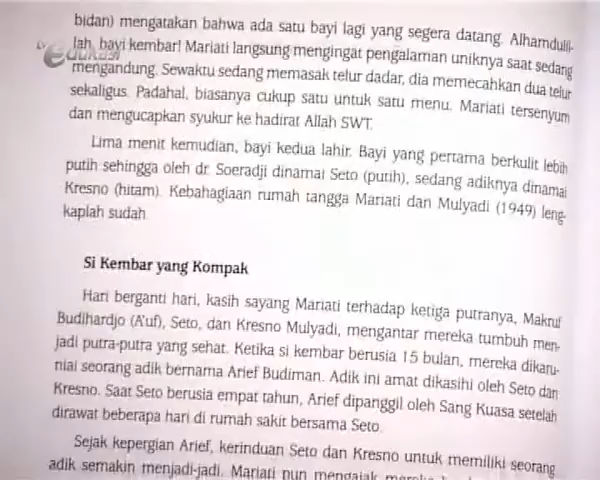 bidan) mengatakan bahwa ada satu bayi lagi yang segera datang. Alhamdulil-
lah, bayi kembar! Mariati langsung mengingat pengalaman uniknya saat sedang
mengandung. Sewaktu sedang memasak telur dadar, dia memecahkan dua telur
sekaligus. Padahal, biasanya cukup satu untuk satu menu. Mariati tersenyum
dan mengucapkan syukur ke hadirat Allah SWT.
Lima menit kemudian, bayi kedua lahir. Bayi yang pertama berkulit lebih
putih sehingga oleh dr. Soeradji dinamai Seto (putih), sedang adiknya dinamai
Kresno (hitam). Kebahagiaan rumah tangga Mariati dan Mulyadi (1949) leng-
kaplah sudah.
Si Kembar yang Kompak
Hari berganti hari, kasih sayang Mariati terhadap ketiga putranya, Makruf
Budihardjo (A'uf), Seto, dan Kresno Mulyadi, mengantar mereka tumbuh men-
jadi putra-putra yang sehat. Ketika si kembar berusia 15 bulan, mereka dikaru-
niai seorang adik bernama Arief Budiman. Adik ini amat dikasihi oleh Seto dan
Kresno. Saat Seto berusia empat tahun, Arief dipanggil oleh Sang Kuasa setelah
dirawat beberapa hari di rumah sakit bersama Seto.
Sejak kepergian Arief, kerinduan Seto dan Kresno untuk memiliki seorang
adik semakin menjadi-jadi. Mariati pun mengajak
tv edukasi